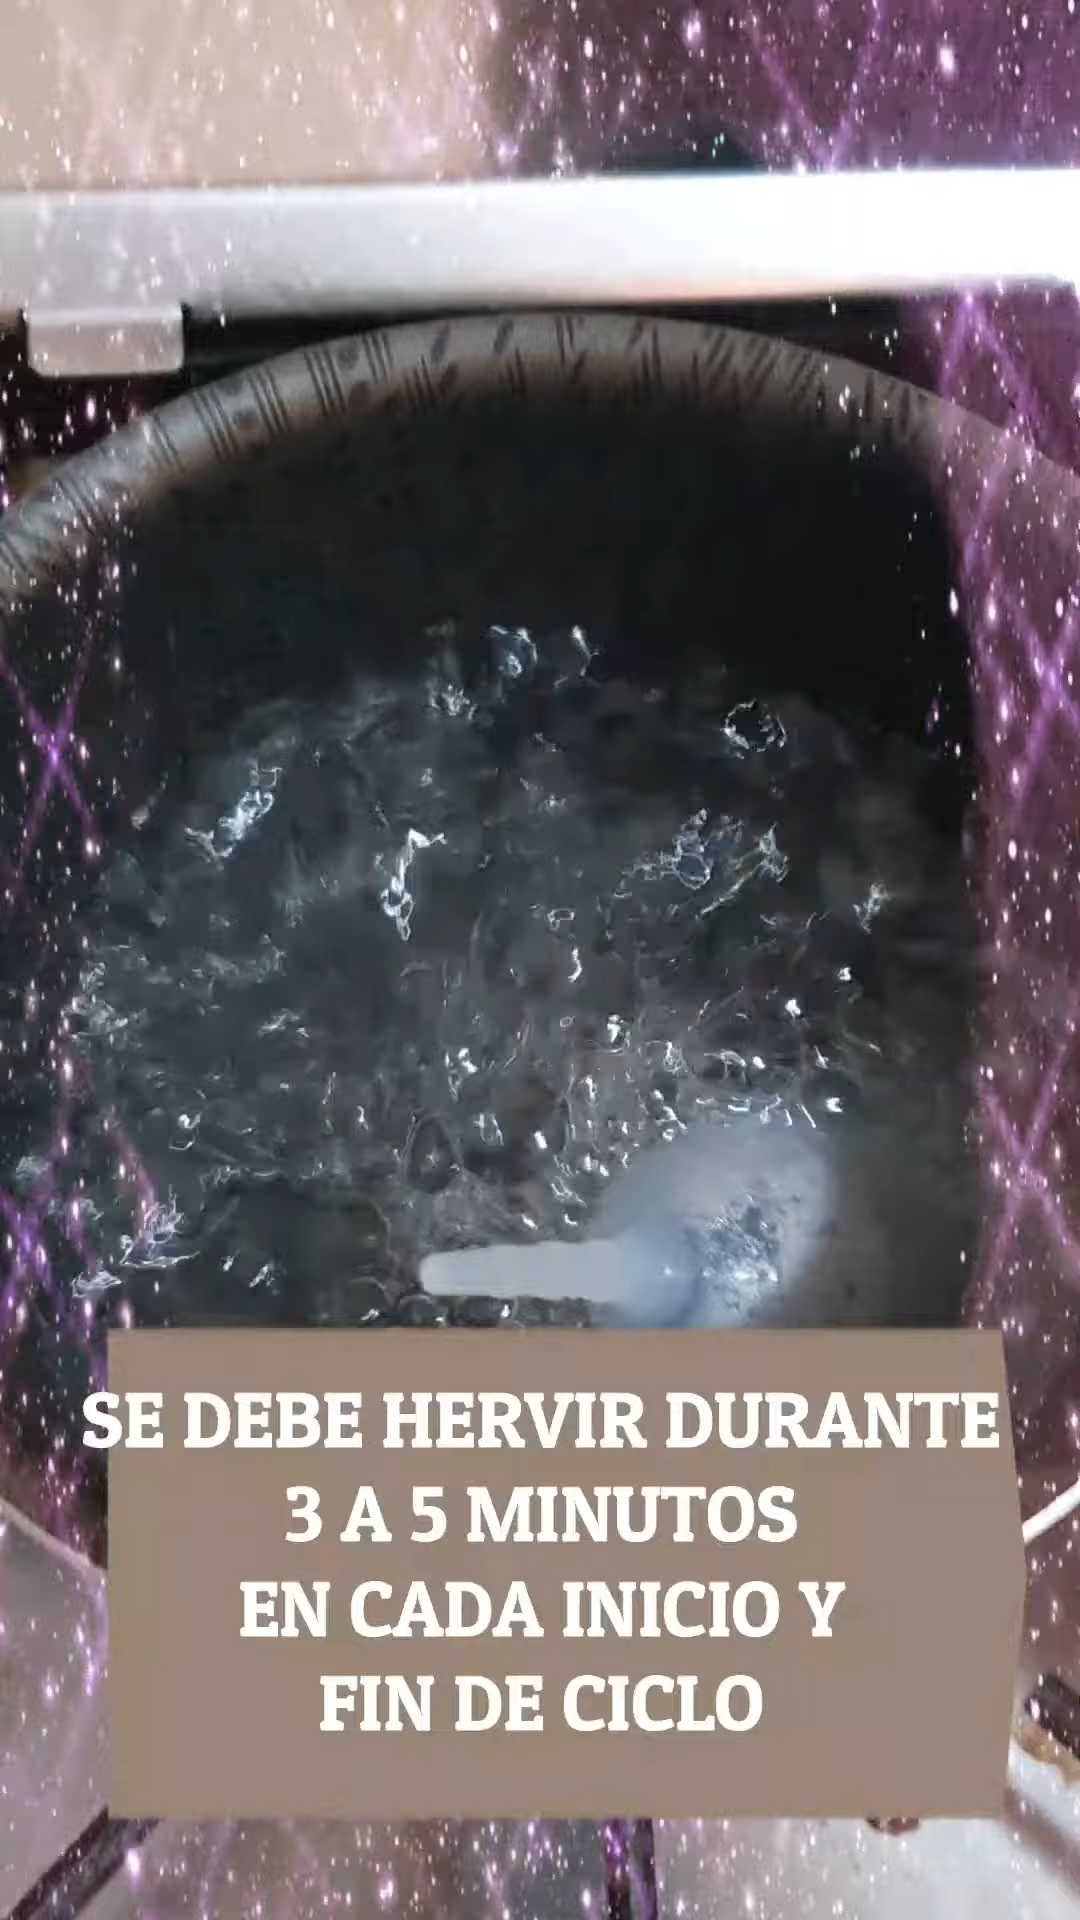 SE DEBE HERVIR DURANTE
3 A 5 MINUTOS
EN CADA INICIO Y
FIN DE CICLO